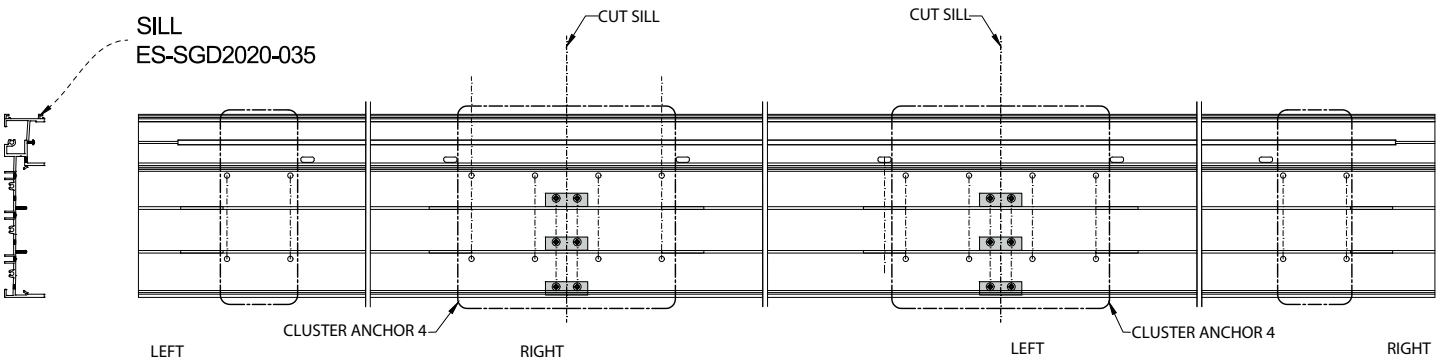 SILL
ES-SGD2020-035
CUT SILL
CUT SILL
CLUSTER ANCHOR 4
CLUSTER ANCHOR 4
LEFT
RIGHT
LEFT
RIGHT